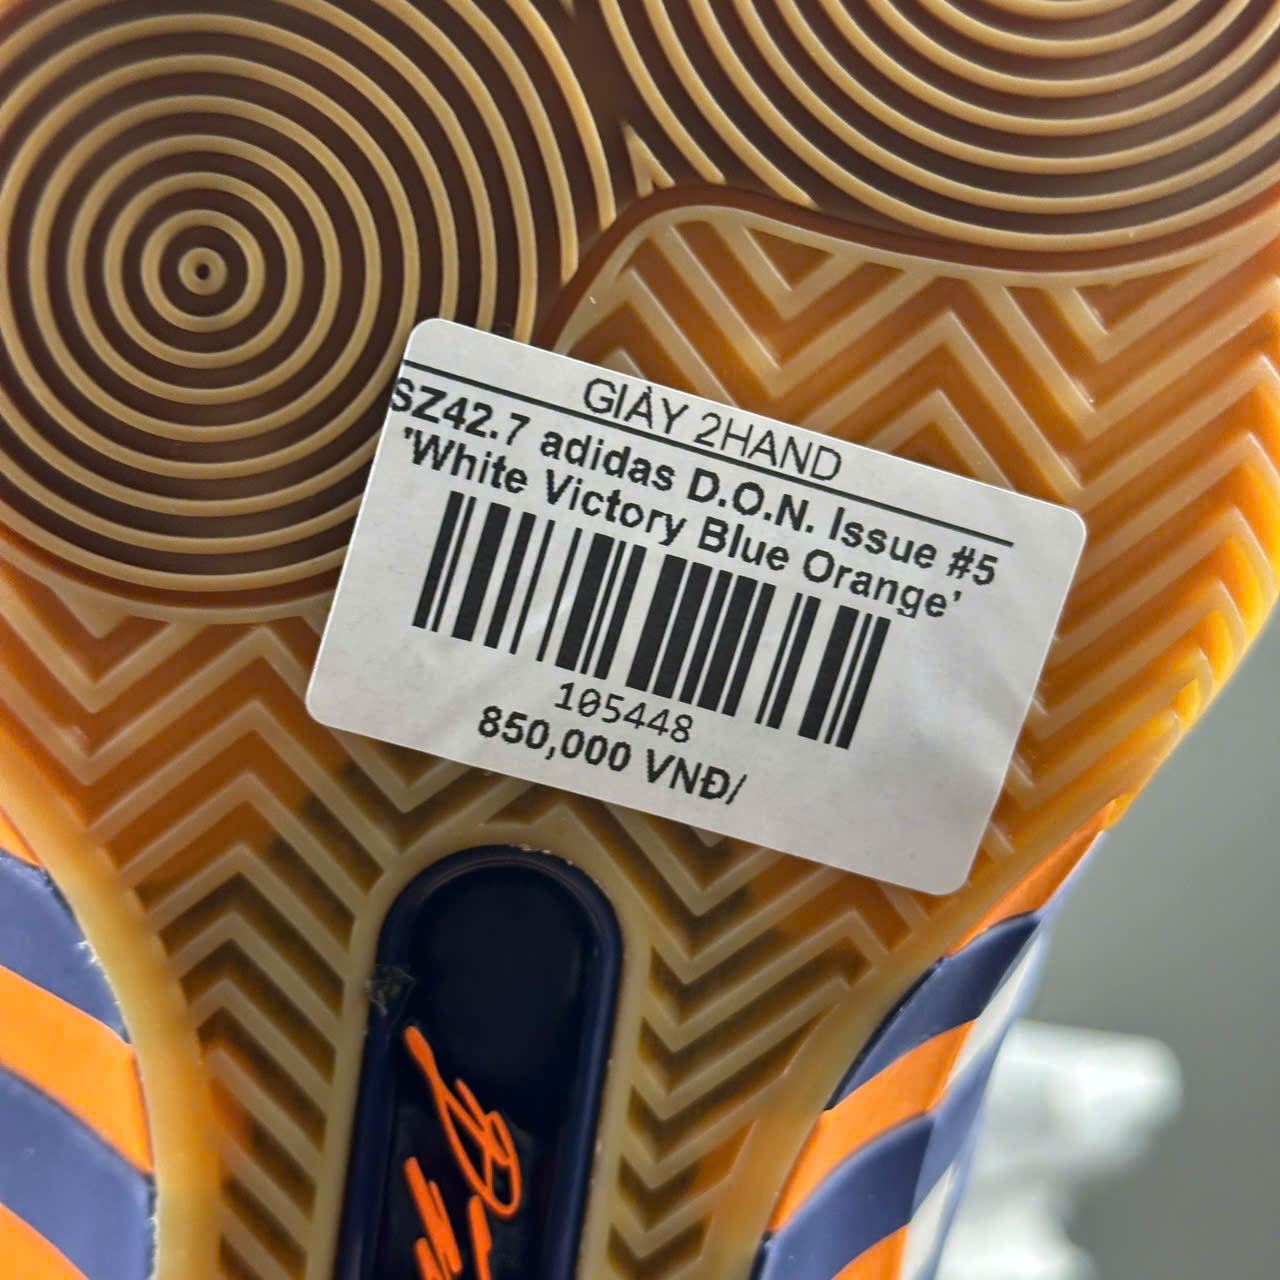 GIÀY 2HAND
SZ42.7 adidas D.O.N. Issue #5
'White Victory Blue Orange'
105448
850,000 VNĐ/